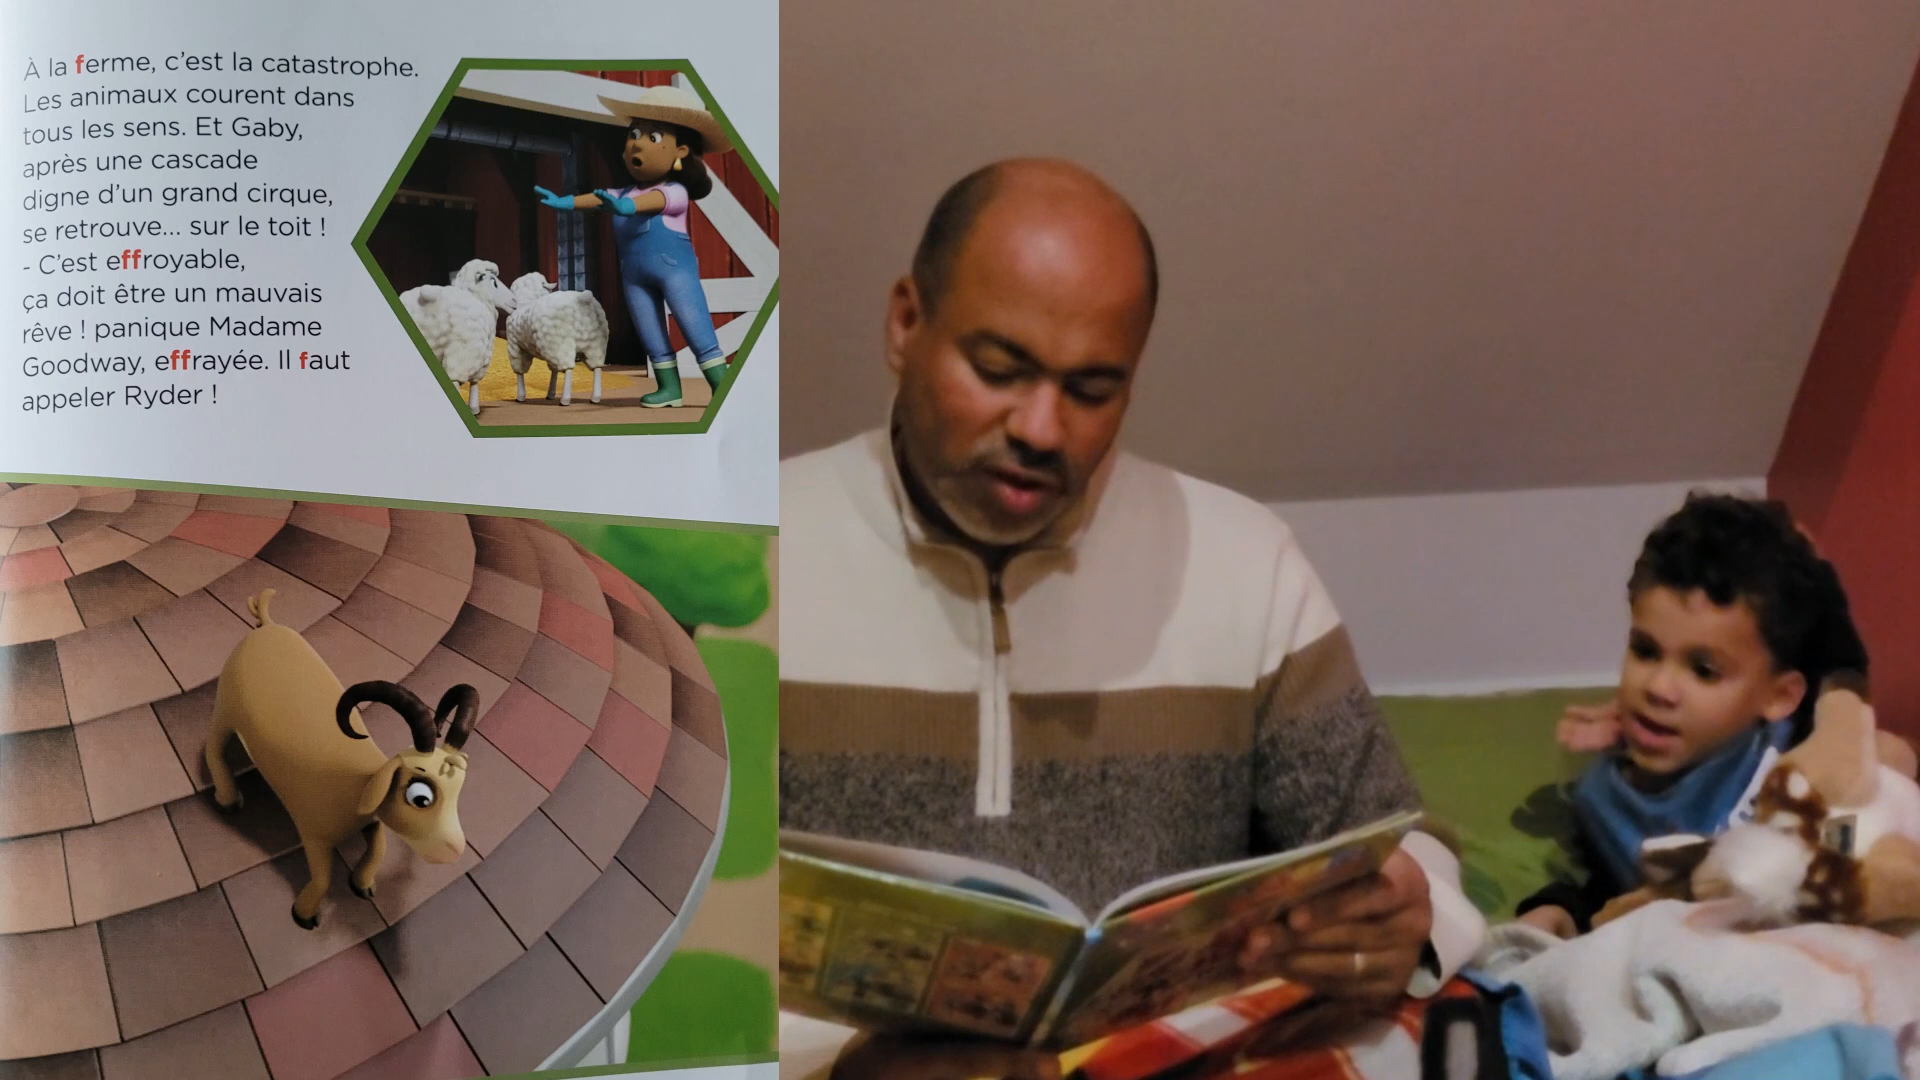 À la ferme, c'est la catastrophe.
Les animaux courent dans
tous les sens. Et Gaby,
après une cascade
digne d'un grand cirque,
se retrouve... sur le toit !
- C'est effroyable,
ça doit être un mauvais
rêve ! panique Madame
Goodway, effrayée. Il faut
appeler Ryder !